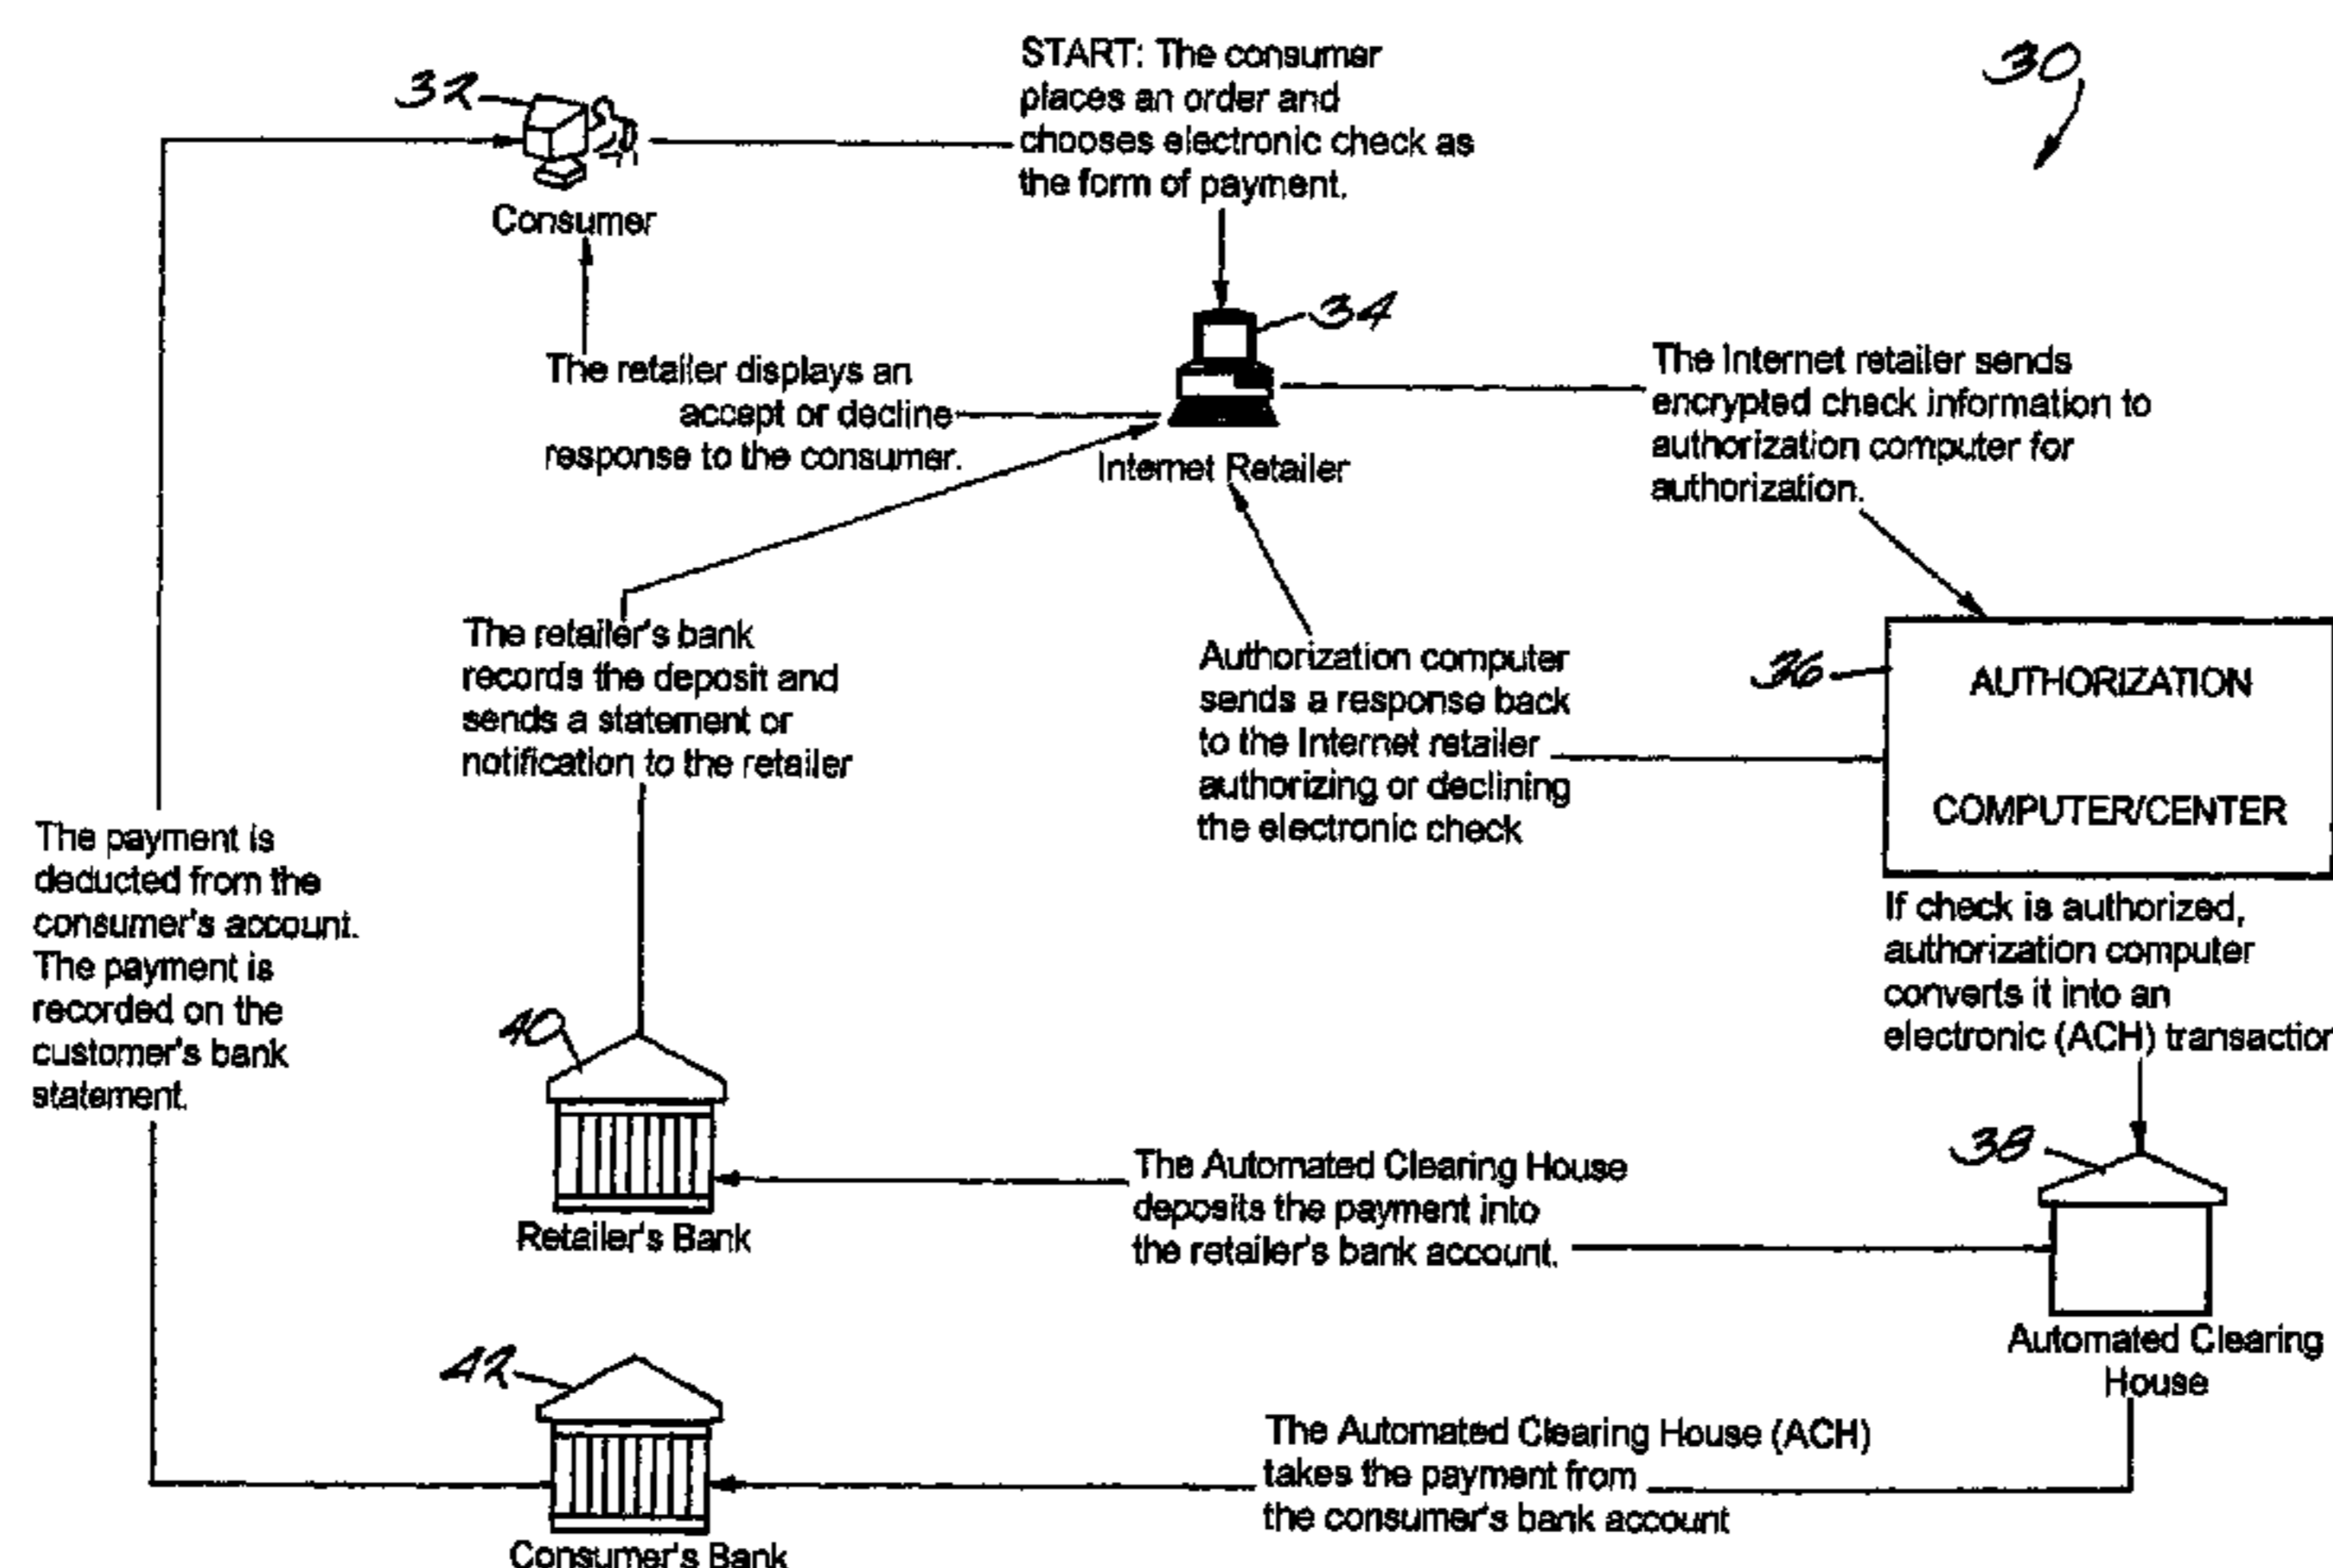 START: The consumer
places an order and
chooses electronic check as
the form of payment.
30
32
Consumer
34
The retailer displays an
accept or decline
response to the consumer.
Internet Retailer
The Internet retailer sends
encrypted check information to
authorization computer for
authorization.
The retailer's bank
records the deposit and
sends a statement or
notification to the retailer
Authorization computer
sends a response back
to the Internet retailer
authorizing or declining
the electronic check
36
AUTHORIZATION
COMPUTER/CENTER
The payment is
deducted from the
consumer's account.
The payment is
recorded on the
customer's bank
statement.
If check is authorized,
authorization computer
converts it into an
electronic (ACH) transaction
40
Retailer's Bank
The Automated Clearing House
deposits the payment into
the retailer's bank account.
38
Automated Clearing
House
42
Consumer's Bank
The Automated Clearing House (ACH)
takes the payment from
the consumer's bank account